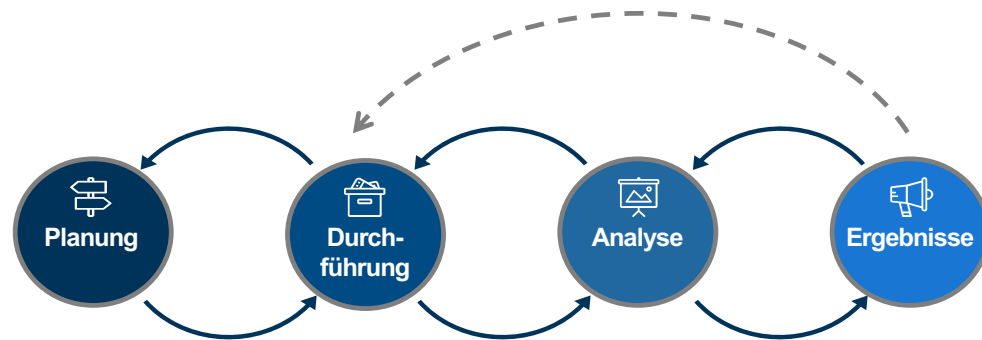 Planung
Durch-
führung
Analyse
Ergebnisse